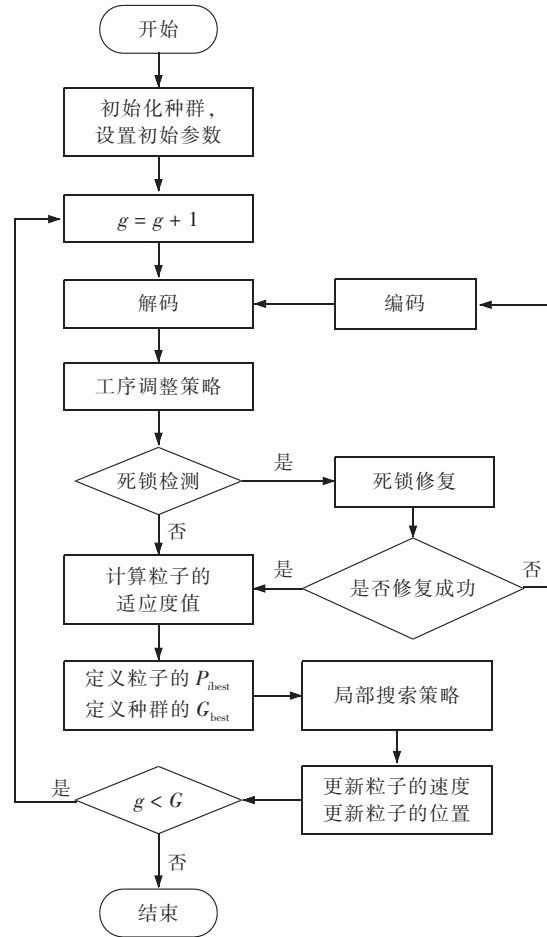 开始
初始化种群，
设置初始参数
g = g + 1
解码
编码
工序调整策略
死锁检测
是
死锁修复
否
计算粒子的
适应度值
是
是否修复成功
否
定义粒子的 Pibest
定义种群的 Gbest
局部搜索策略
更新粒子的速度
更新粒子的位置
是
g < G
否
结束